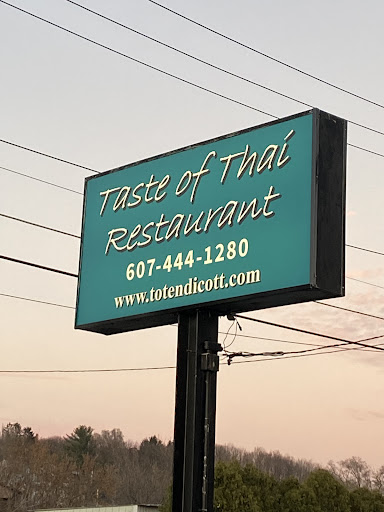 Taste of Thai
Restaurant
607-444-1280
www.totendicott.com